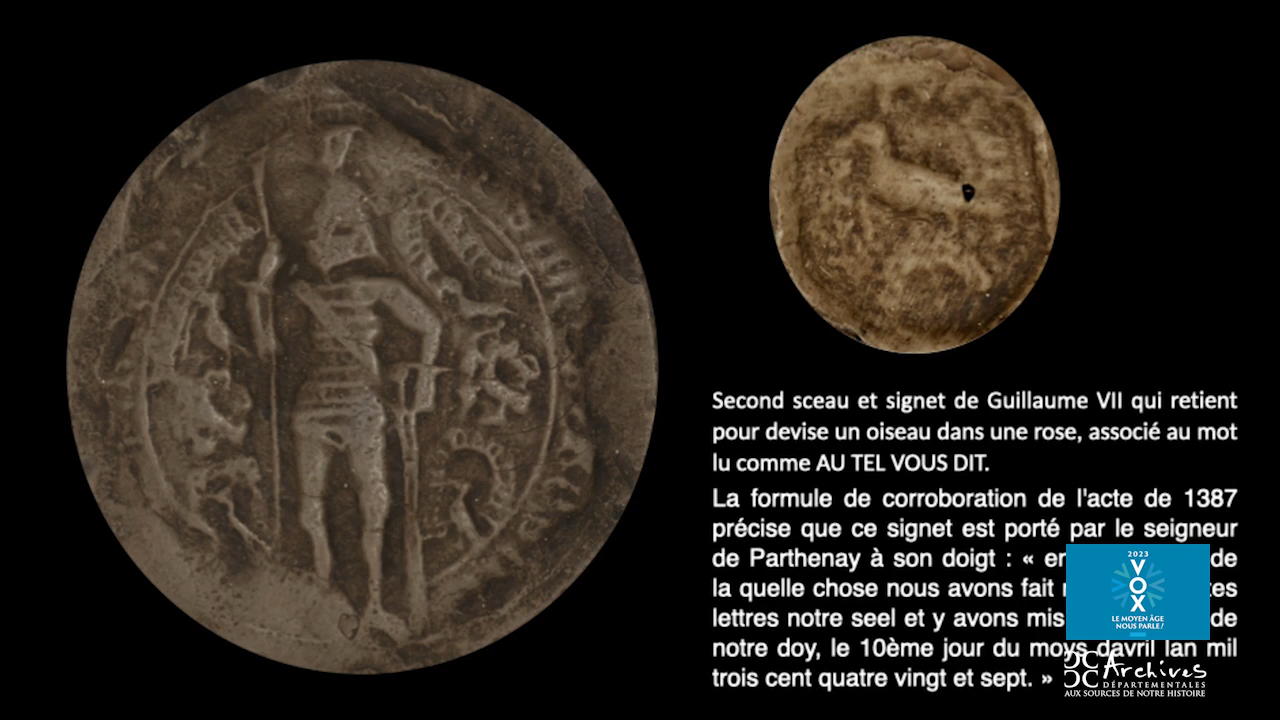 Second sceau et signet de Guillaume VII qui retient
pour devise un oiseau dans une rose, associé au mot
lu comme AU TEL VOUS DIT.
La formule de corroboration de l'acte de 1387
précise que ce signet est porté par le seigneur
de Parthenay à son doigt : « de
la quelle chose nous avons fait
lettres notre seel et y avons mis de
notre doy, le 10ème jour du moys davril lan mil
trois cent quatre vingt et sept. »
2023
VOX
LE MOYEN ÂGE
NOUS PARLE!
Archives
DÉPARTEMENTALES
AUX SOURCES DE NOTRE HISTOIRE